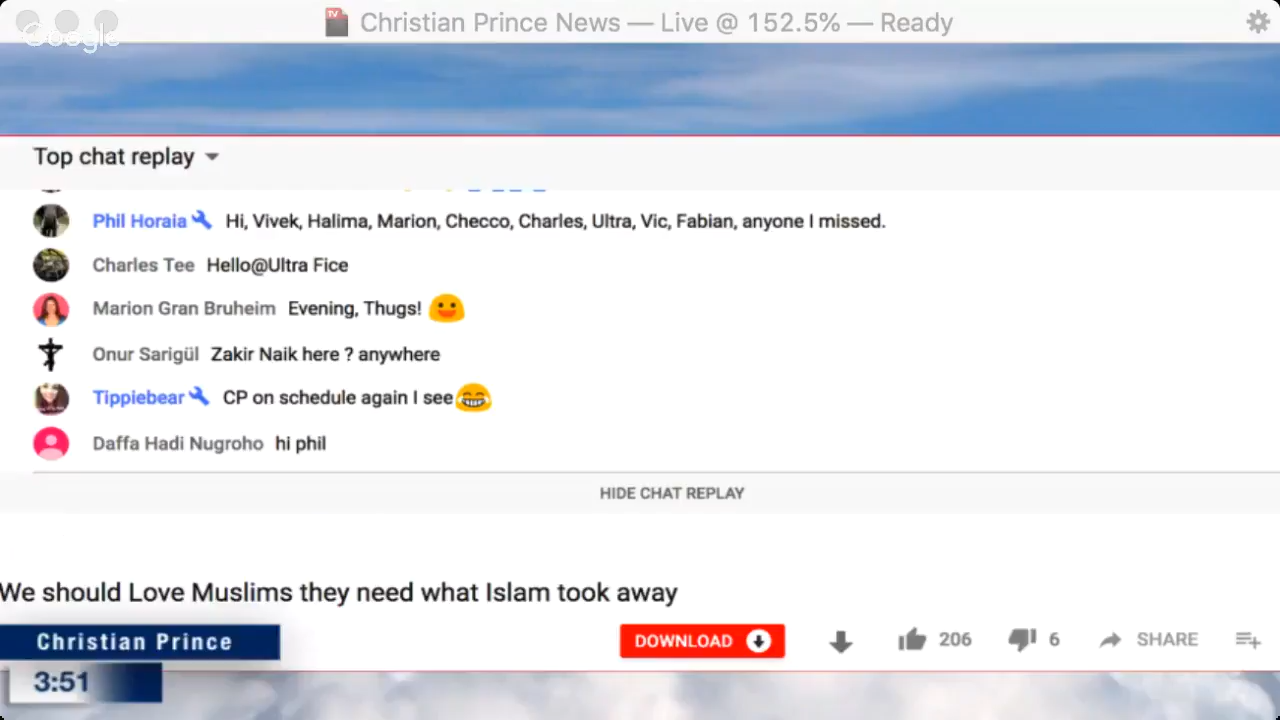 Christian Prince News — Live @ 152.5% — Ready
Google
Top chat replay
Phil Horaia Hi, Vivek, Halima, Marion, Checco, Charles, Ultra, Vic, Fabian, anyone I missed.
Charles Tee Hello@Ultra Fice
Marion Gran Bruheim Evening, Thugs!
Onur Sarigül Zakir Naik here ? anywhere
Tippiebear CP on schedule again I see
Daffa Hadi Nugroho hi phil
HIDE CHAT REPLAY
We should Love Muslims they need what Islam took away
Christian Prince
DOWNLOAD 206 6 SHARE
3:51